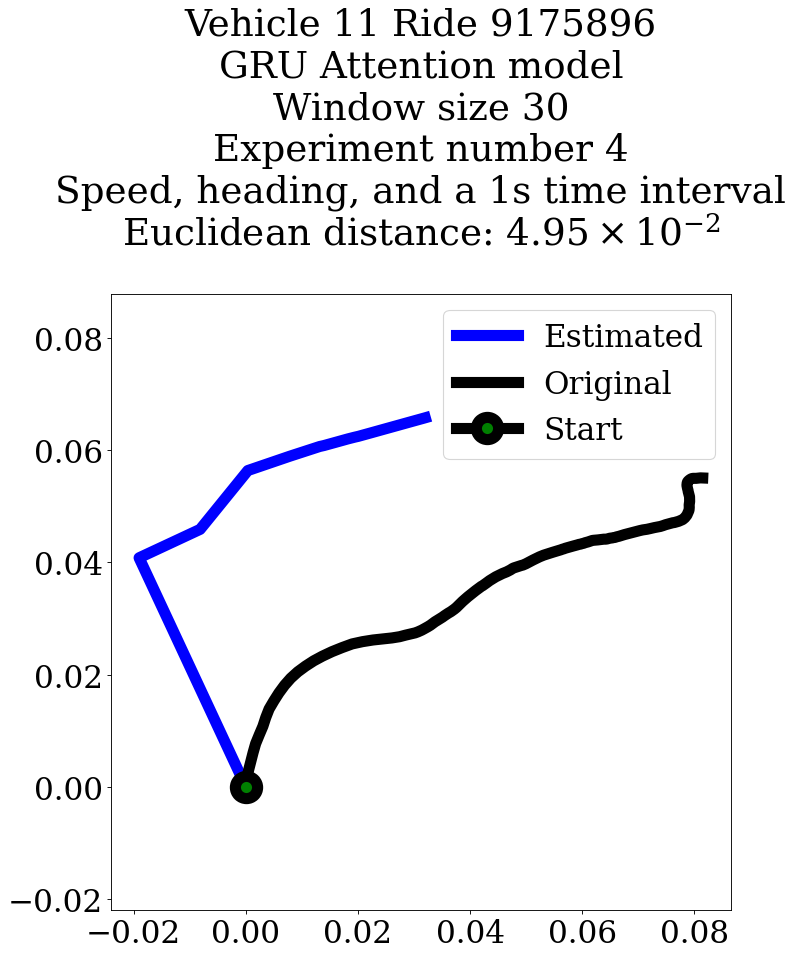 Vehicle 11 Ride 9175896
GRU Attention model
Window size 30
Experiment number 4
Speed, heading, and a 1s time interval
Euclidean distance: 4.95 × 10⁻²
Estimated
Original
Start
0.08
0.06
0.04
0.02
0.00
−0.02
−0.02 0.00 0.02 0.04 0.06 0.08